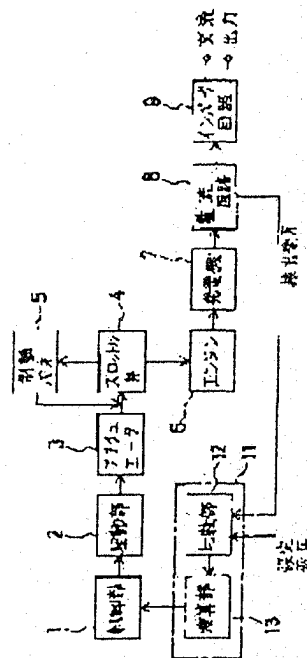 1
制御部
2
駆動部
3
アクチュ
エータ
4
スロットル
弁
5
制動
バネ
6
エンジン
7
発電機
8
整流
回路
9
インバータ
回路
交流
出力
検出電圧
11
12
比較部
13
演算部
設定
電圧